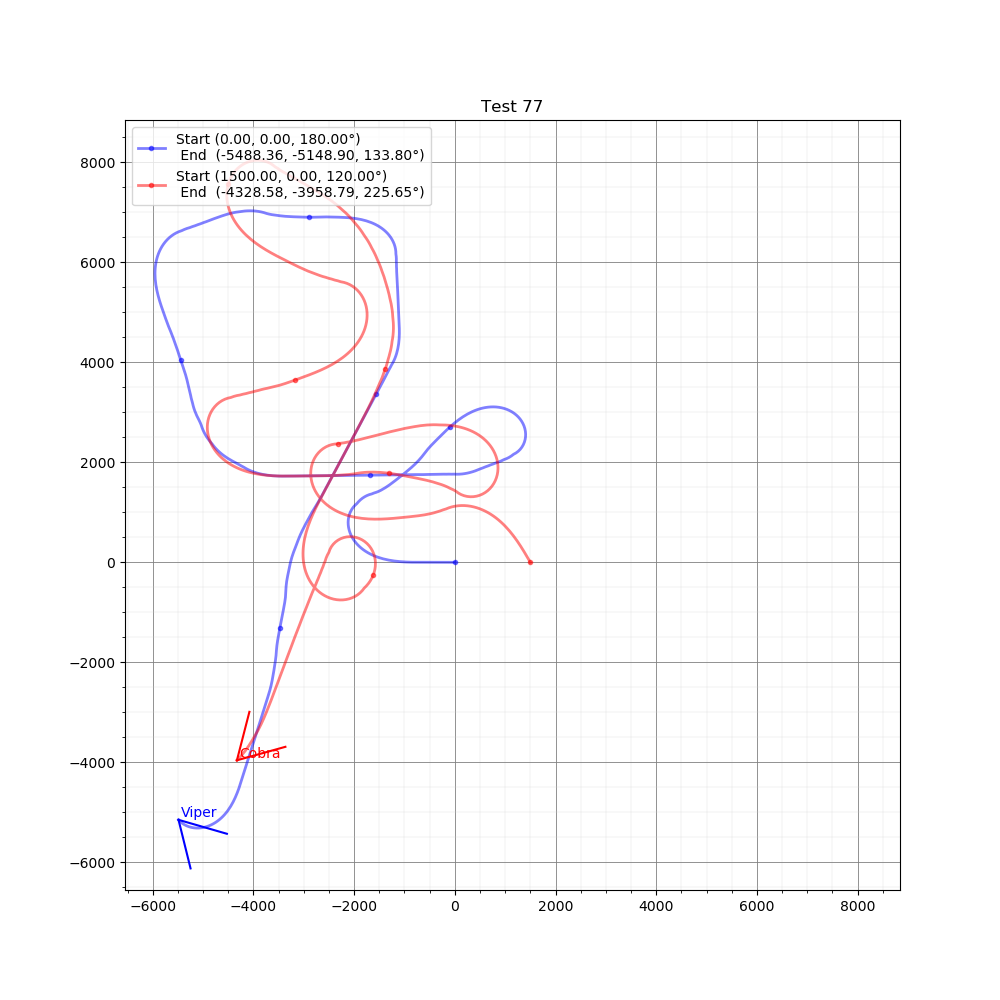 Test 77
Start (0.00, 0.00, 180.00°)
End (-5488.36, -5148.90, 133.80°)
Start (1500.00, 0.00, 120.00°)
End (-4328.58, -3958.79, 225.65°)
8000
6000
4000
2000
0
−2000
−4000
−6000
Cobra
Viper
−6000 −4000 −2000 0 2000 4000 6000 8000